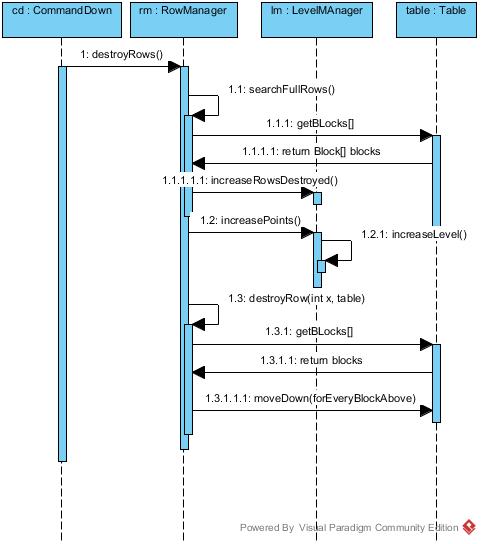 cd : CommandDown
rm : RowManager
lm : LevelMAnager
table : Table
1: destroyRows()
1.1: searchFullRows()
1.1.1: getBLocks[]
1.1.1.1: return Block[] blocks
1.1.1.1.1: increaseRowsDestroyed()
1.2: increasePoints()
1.2.1: increaseLevel()
1.3: destroyRow(int x, table)
1.3.1: getBLocks[]
1.3.1.1: return blocks
1.3.1.1.1: moveDown(forEveryBlockAbove)
Powered By Visual Paradigm Community Edition